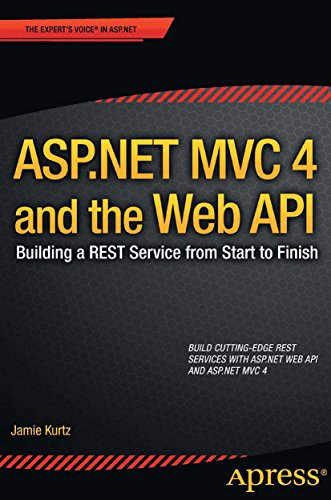 THE EXPERT'S VOICE® IN ASP.NET
ASP.NET MVC 4
and the Web API
Building a REST Service from Start to Finish
BUILD CUTTING-EDGE REST
SERVICES WITH ASP.NET WEB API
AND ASP.NET MVC 4
Jamie Kurtz
Apress®